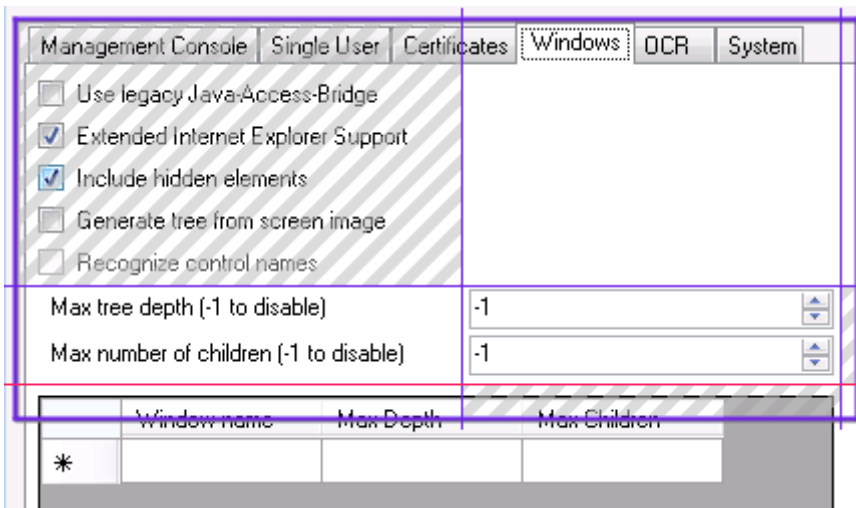 Management Console Single User Certificates Windows OCR System
Use legacy Java-Access-Bridge
Extended Internet Explorer Support
Include hidden elements
Generate tree from screen image
Recognize control names
Max tree depth (-1 to disable) -1
Max number of children (-1 to disable) -1
Window name Max Depth Max Children